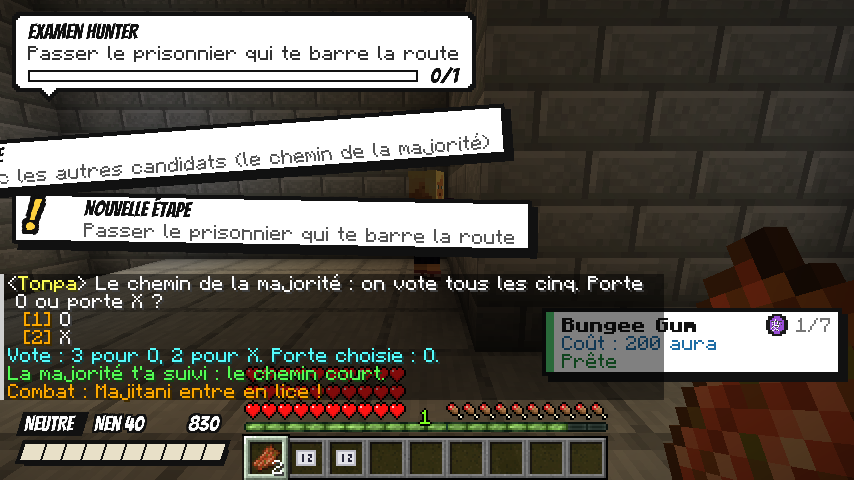 EXAMEN HUNTER
Passer le prisonnier qui te barre la route
0/1
les autres candidats (le chemin de la majorité)
NOUVELLE ÉTAPE
Passer le prisonnier qui te barre la route
<Tonpa> Le chemin de la majorité : on vote tous les cinq. Porte
O ou porte X ?
[1] O
[2] X
Vote : 3 pour O, 2 pour X. Porte choisie : O.
La majorité t'a suivi : le chemin court.
Combat : Majitani entre en lice !
Bungee Gum 1/7
Coût : 200 aura
Prête
NEUTRE NEN 40 830
1
2
12
12